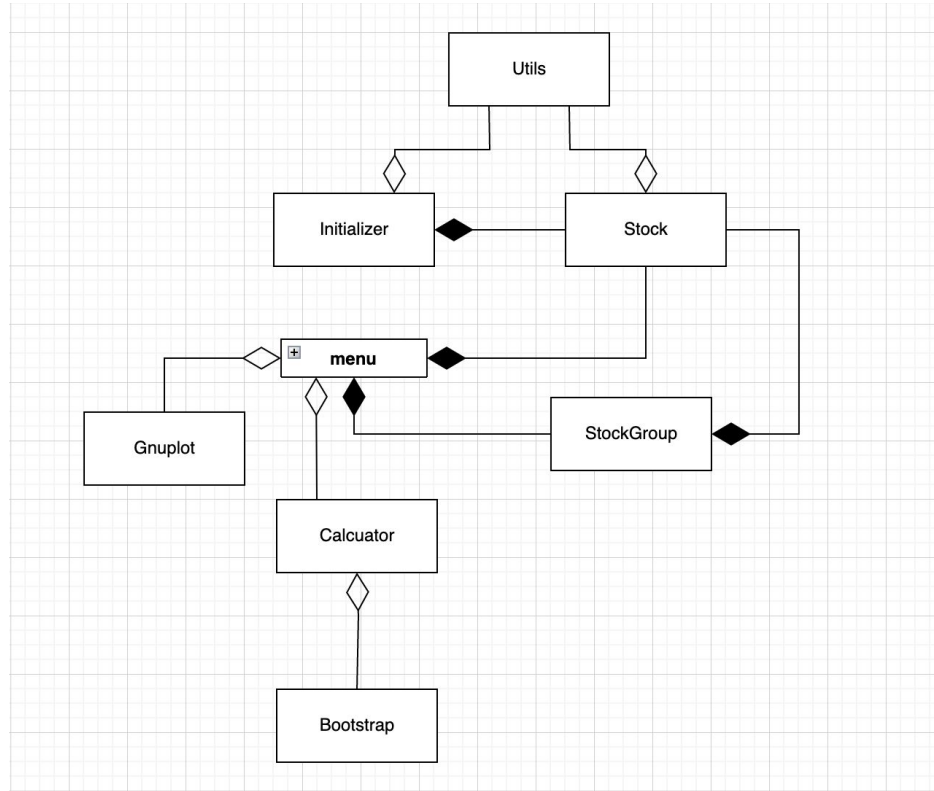 Utils
Initializer
Stock
menu
StockGroup
Gnuplot
Calcuator
Bootstrap